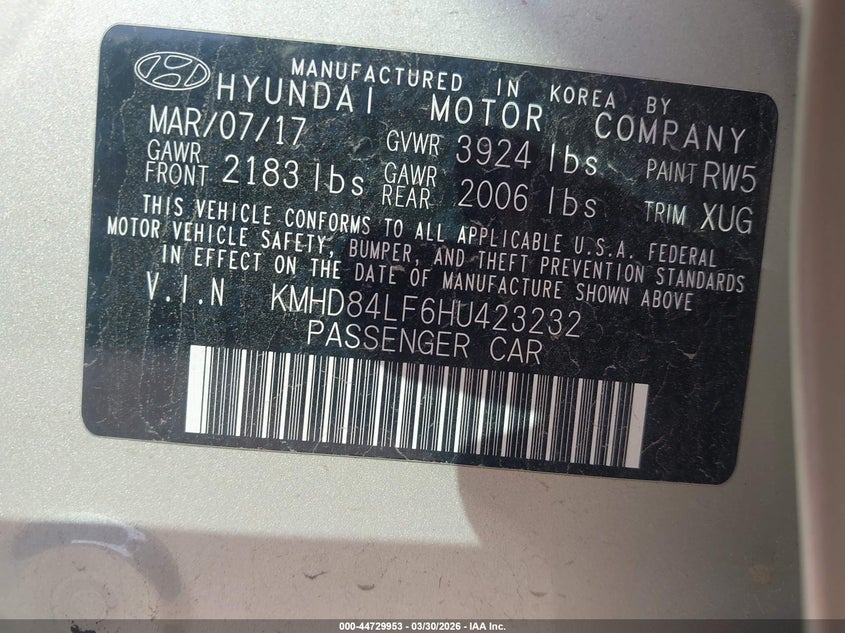 MANUFACTURED IN KOREA BY
HYUNDAI MOTOR COMPANY
MAR/07/17 GVWR 3924 lbs PAINT RW5
GAWR FRONT 2183 lbs GAWR REAR 2006 lbs TRIM XUG
THIS VEHICLE CONFORMS TO ALL APPLICABLE U.S.A. FEDERAL
MOTOR VEHICLE SAFETY, BUMPER, AND THEFT PREVENTION STANDARDS
IN EFFECT ON THE DATE OF MANUFACTURE SHOWN ABOVE
V.I.N KMHD84LF6HU423232
PASSENGER CAR
000-44729953 — 03/30/2026 — IAA Inc.